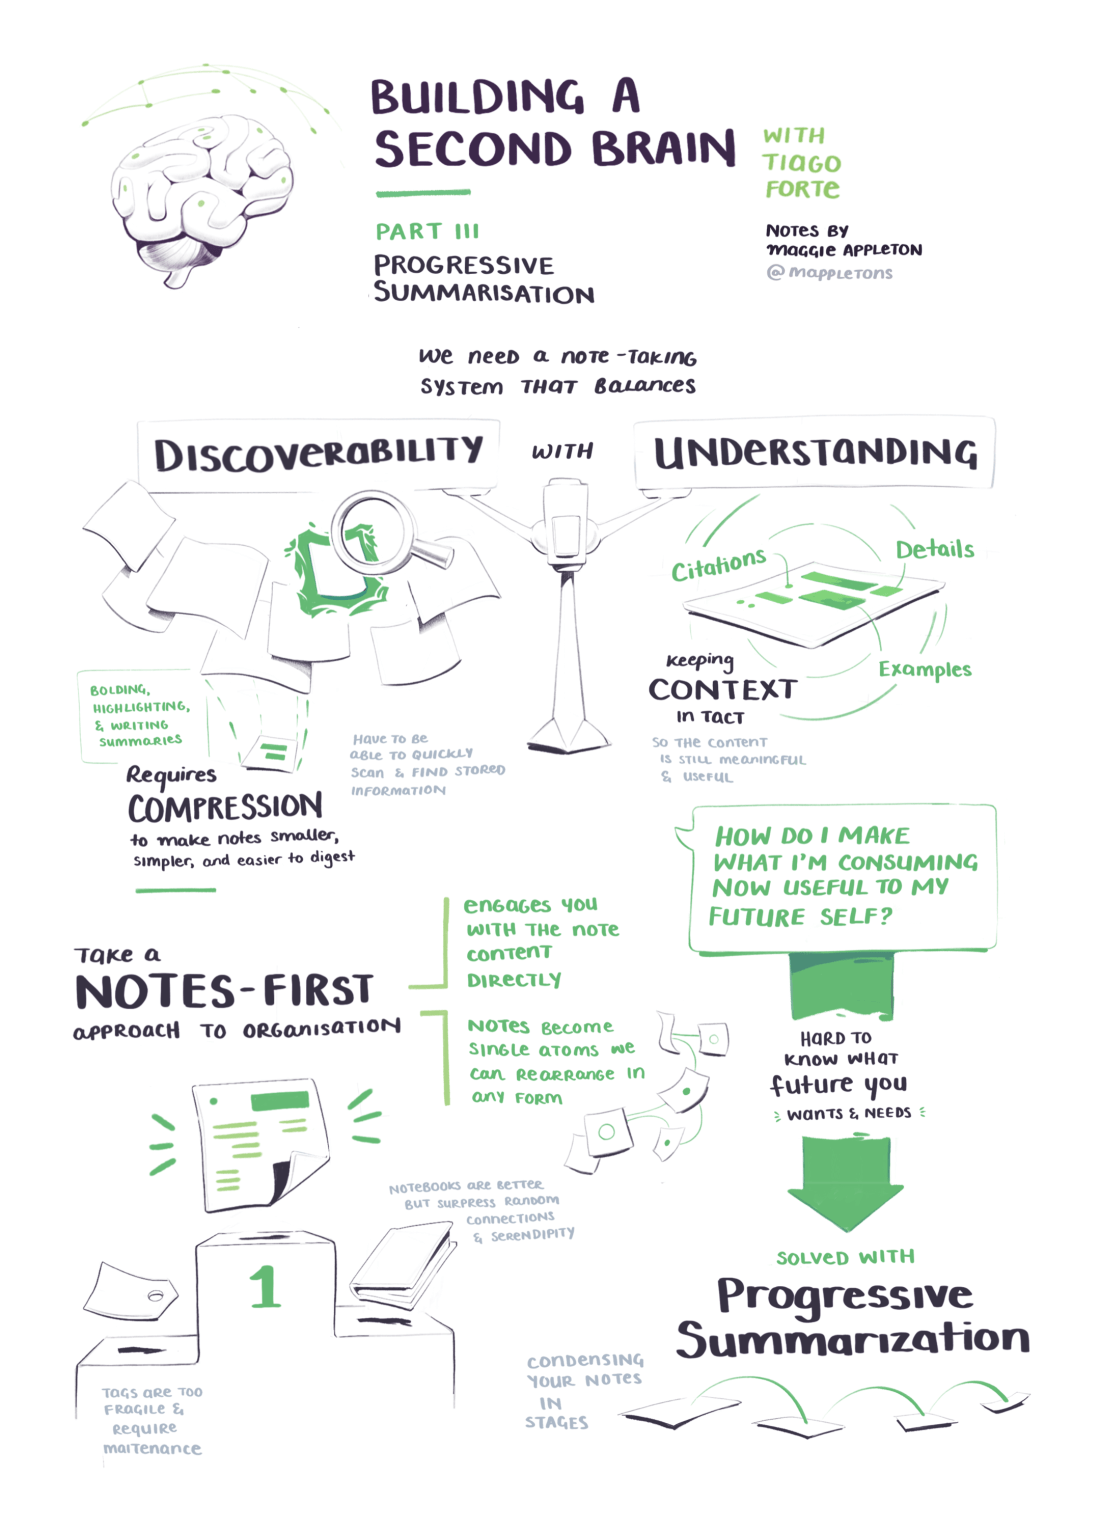 BUILDING A
SECOND BRAIN
WITH
TIAGO
FORTE
PART III
PROGRESSIVE
SUMMARISATION
NOTES BY
MAGGIE APPLETON
@mappletons
WE NEED A NOTE-TAKING
SYSTEM THAT BALANCES
DISCOVERABILITY
WITH
UNDERSTANDING
Citations
Details
Examples
BOLDING,
HIGHLIGHTING,
& WRITING
SUMMARIES
Requires
COMPRESSION
to make notes smaller,
simpler, and easier to digest
HAVE TO BE
ABLE TO QUICKLY
SCAN & FIND STORED
INFORMATION
keeping
CONTEXT
IN TACT
SO THE CONTENT
IS STILL MEANINGFUL
& USEFUL
HOW DO I MAKE
WHAT I'M CONSUMING
NOW USEFUL TO MY
FUTURE SELF?
TAKE A
NOTES-FIRST
APPROACH TO ORGANISATION
ENGAGES YOU
WITH THE NOTE
CONTENT
DIRECTLY
NOTES BECOME
SINGLE ATOMS WE
CAN REARRANGE IN
ANY FORM
HARD TO
KNOW WHAT
future you
WANTS & NEEDS
NOTEBOOKS ARE BETTER
BUT SURPRESS RANDOM
CONNECTIONS
& SERENDIPITY
1
TAGS ARE TOO
FRAGILE &
REQUIRE
MAITENANCE
SOLVED WITH
Progressive
Summarization
CONDENSING
YOUR NOTES
IN
STAGES